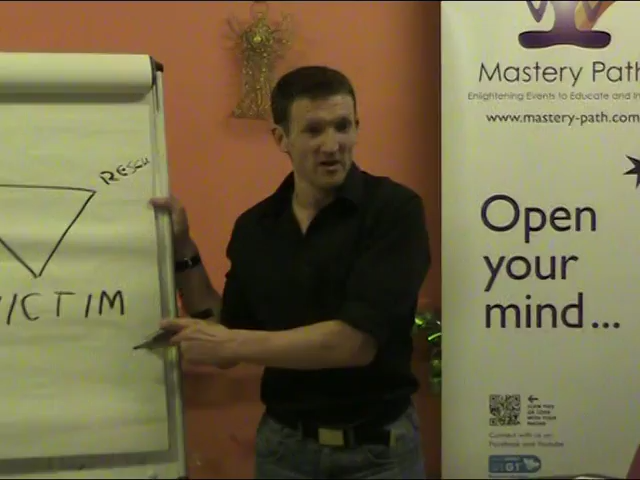 RESCU
VICTIM
Mastery Path
Enlightening Events to Educate and In
www.mastery-path.com
Open
your
mind...
Connect with us on
Facebook and Youtube